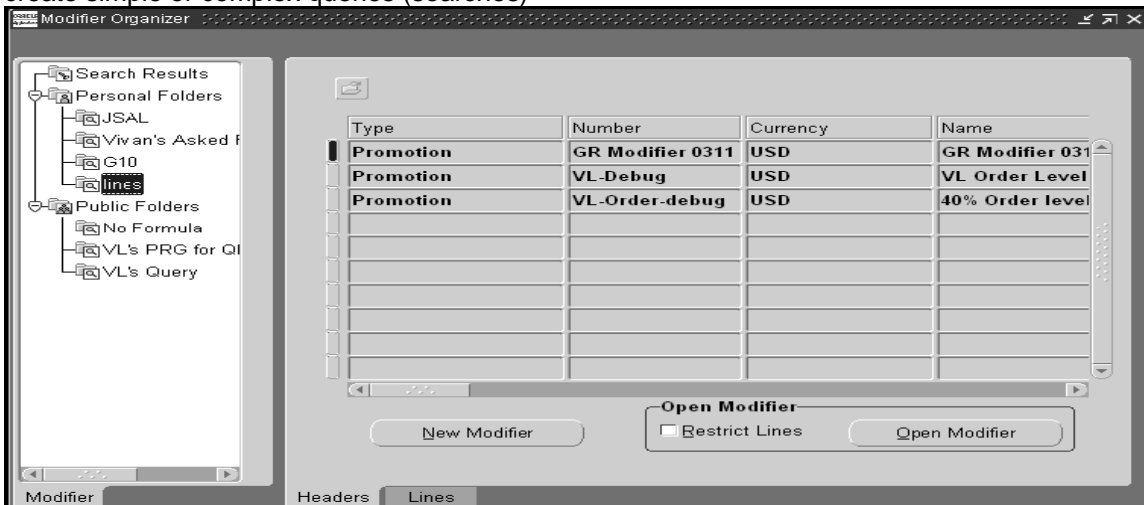 create simple or complex queries (searches)
Modifier Organizer
Search Results
Personal Folders
JSAL
Vivan's Asked F
G10
lines
Public Folders
No Formula
VL's PRG for QI
VL's Query
Modifier
Type Number Currency Name
Promotion GR Modifier 0311 USD GR Modifier 031
Promotion VL-Debug USD VL Order Level
Promotion VL-Order-debug USD 40% Order level
New Modifier
Open Modifier
Restrict Lines
Open Modifier
Headers Lines